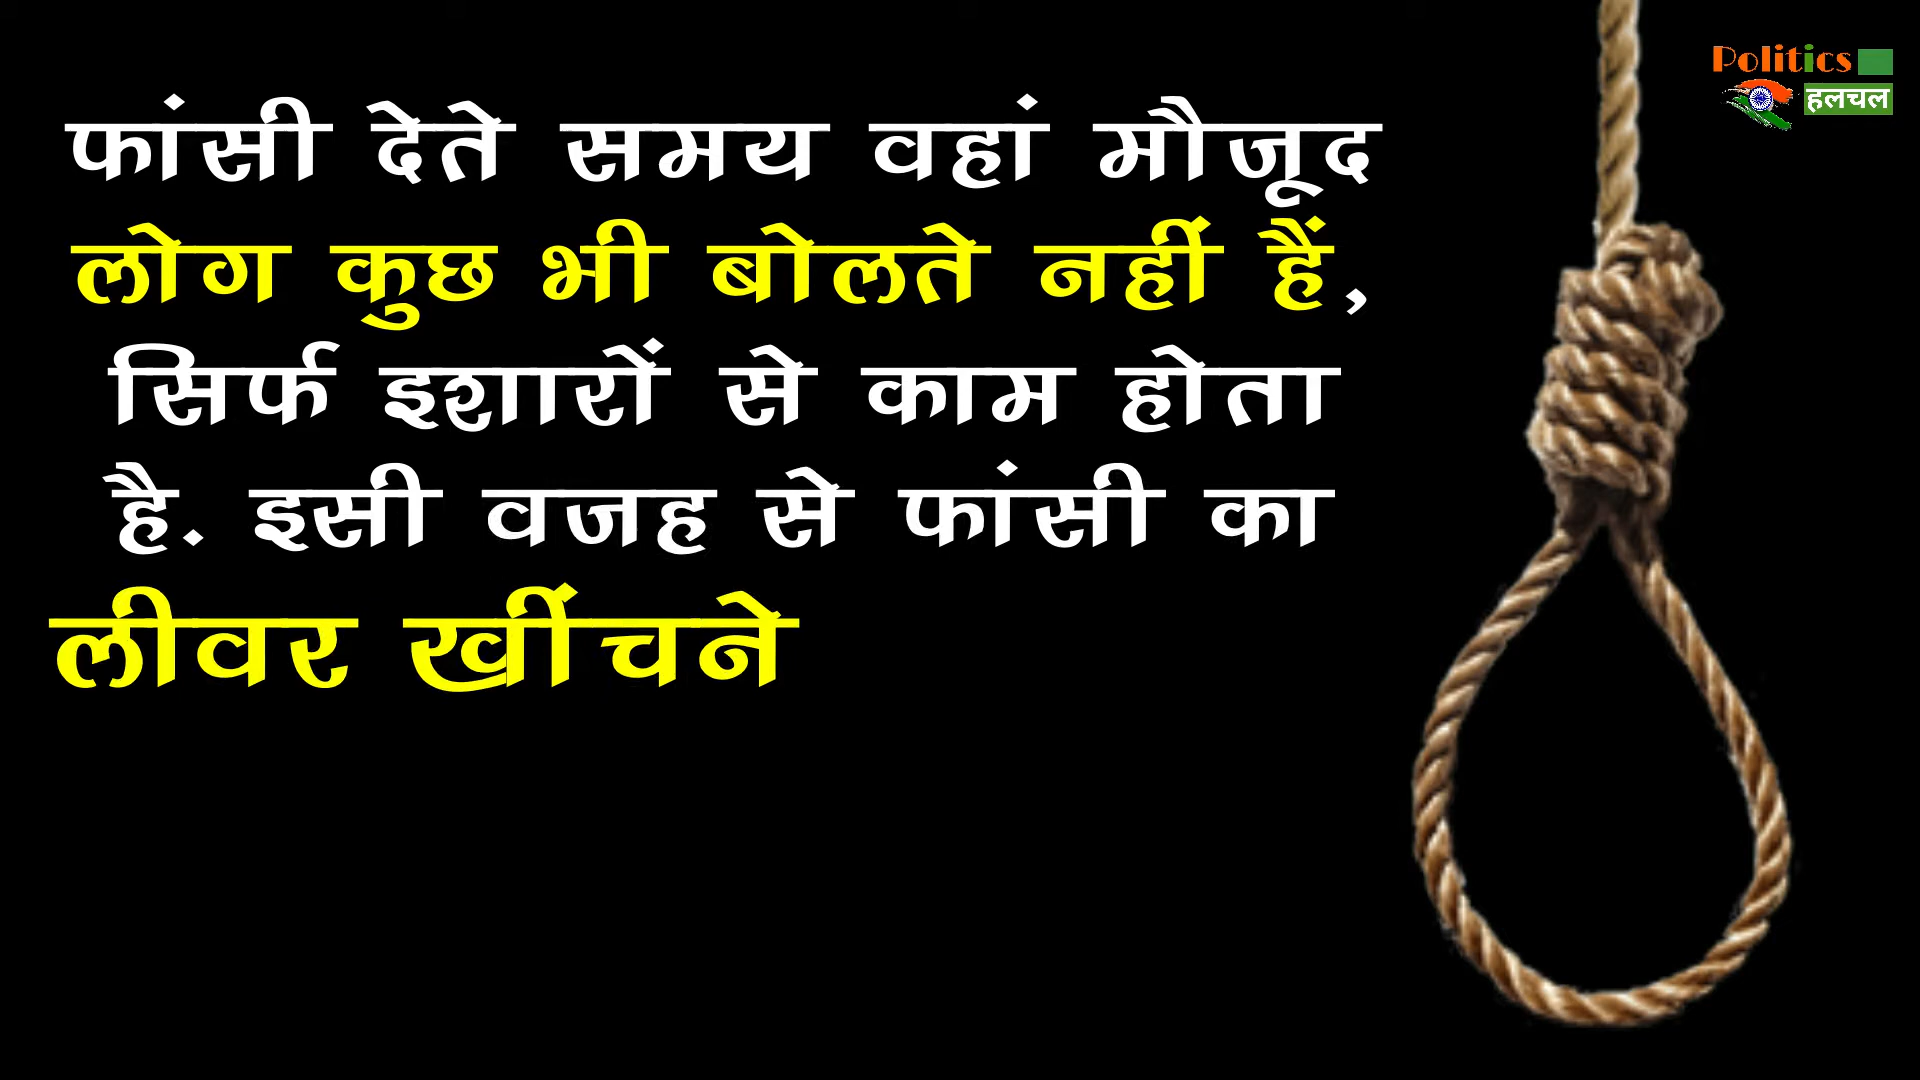 Politics
हलचल
फांसी देते समय वहां मौजूद
लोग कुछ भी बोलते नहीं हैं,
सिर्फ इशारों से काम होता
है. इसी वजह से फांसी का
लीवर खींचने